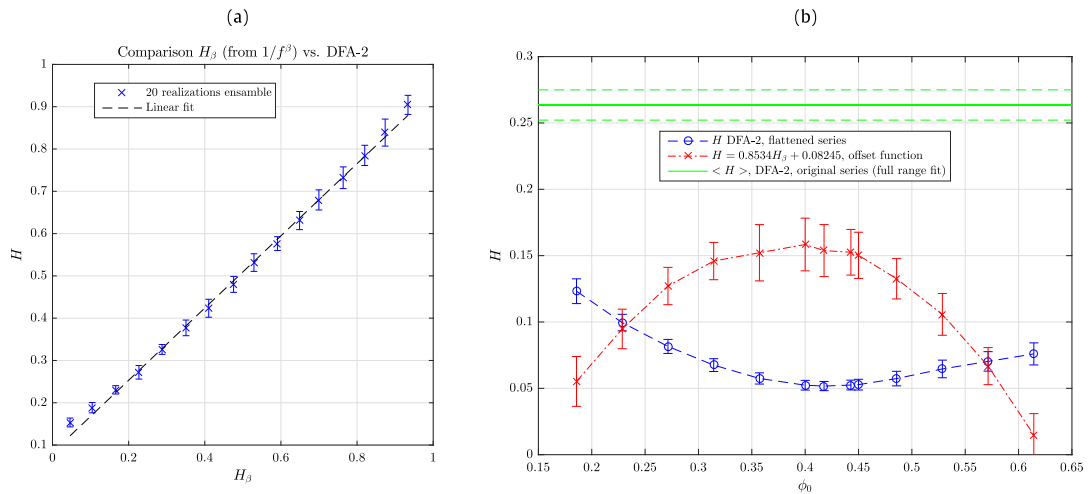 (a)
Comparison H_β (from 1/f^β) vs. DFA-2
20 realizations ensamble
Linear fit
H
1
0.9
0.8
0.7
0.6
0.5
0.4
0.3
0.2
0.1
0
0.2
0.4
0.6
0.8
1
H_β
(b)
H DFA-2, flattened series
H = 0.8534H_β + 0.08245, offset function
< H >, DFA-2, original series (full range fit)
H
0.3
0.25
0.2
0.15
0.1
0.05
0
0.15
0.2
0.25
0.3
0.35
0.4
0.45
0.5
0.55
0.6
0.65
ϕ₀